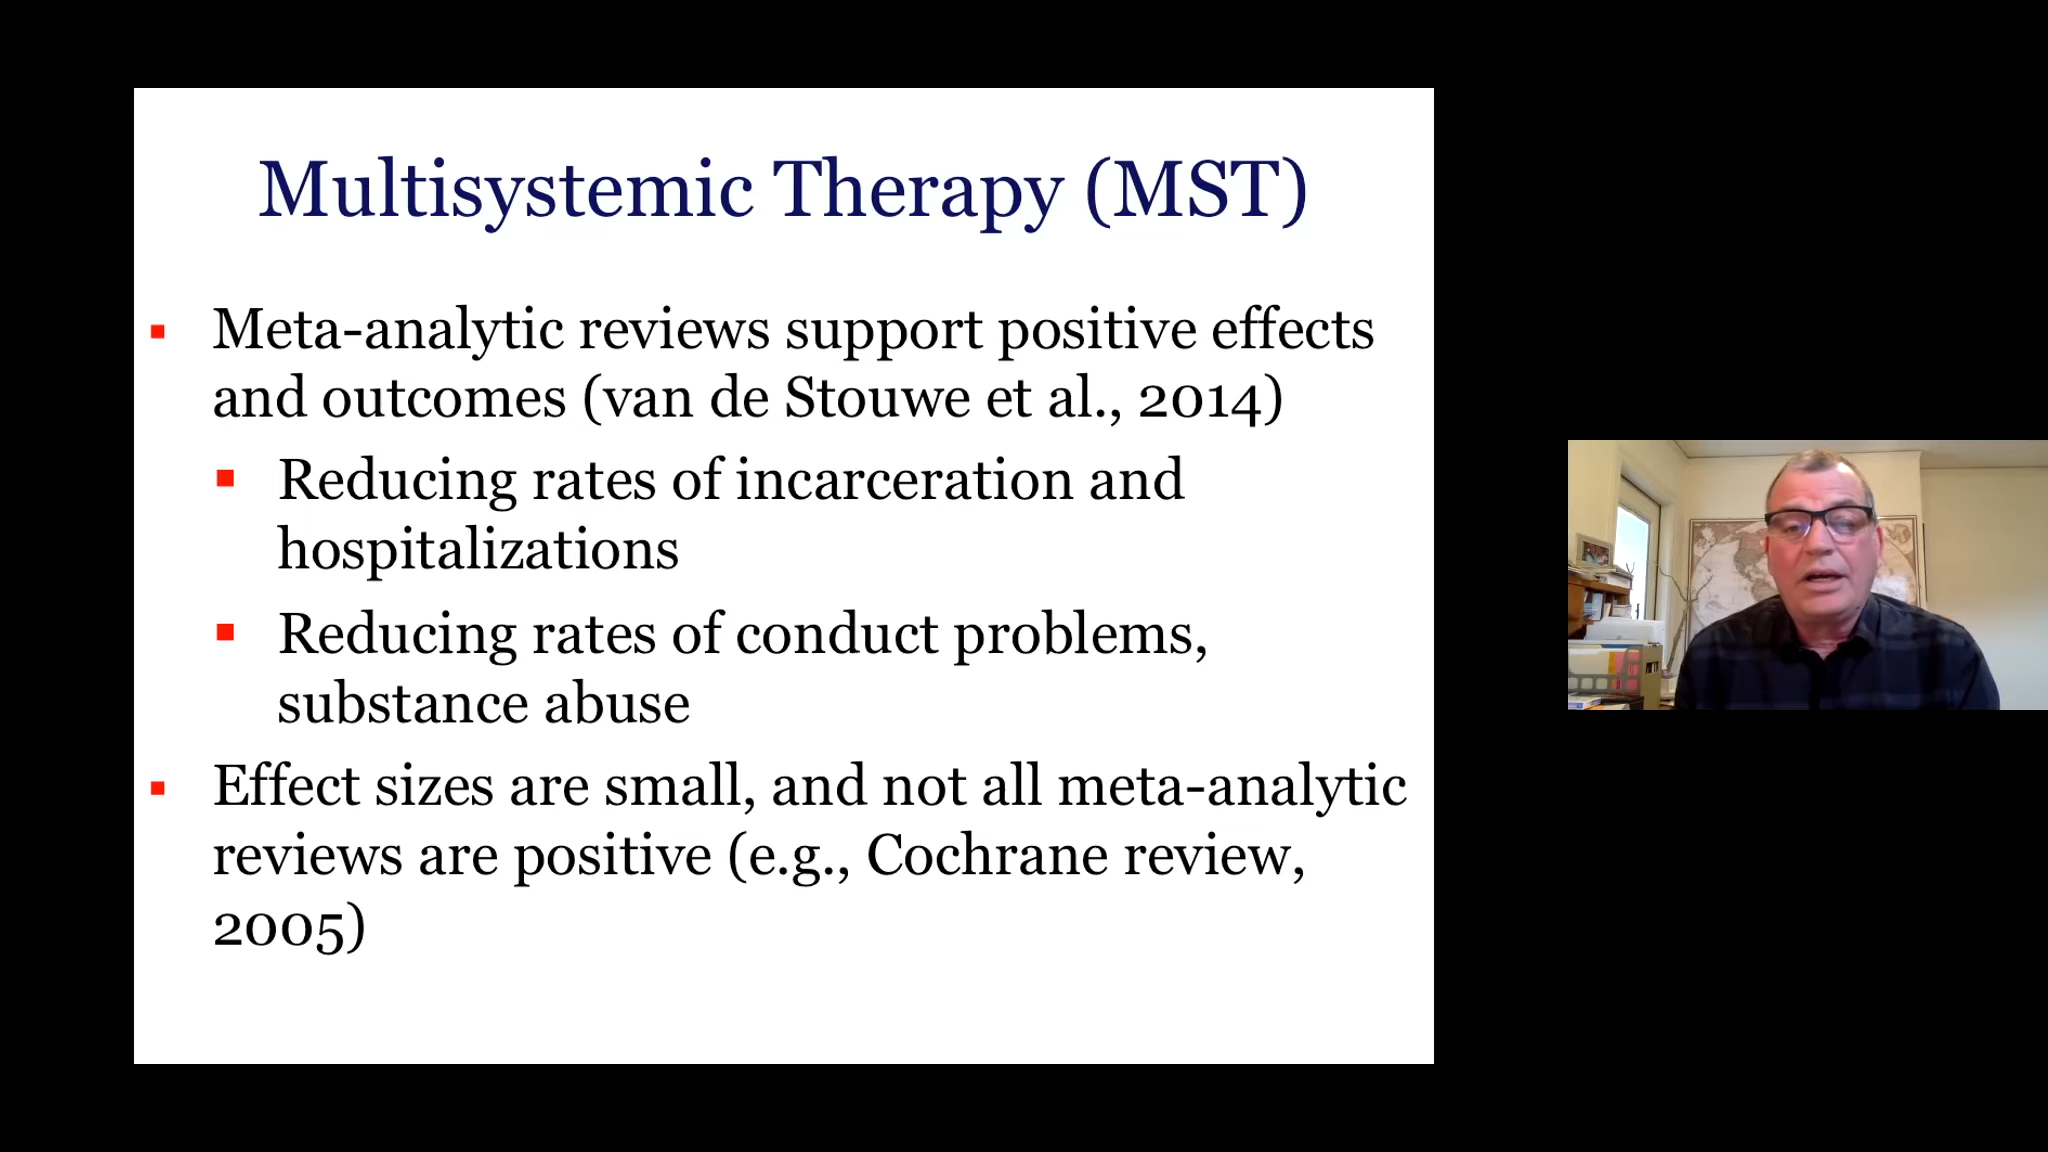 Multisystemic Therapy (MST)
▪ Meta-analytic reviews support positive effects
and outcomes (van de Stouwe et al., 2014)
▪ Reducing rates of incarceration and
hospitalizations
▪ Reducing rates of conduct problems,
substance abuse
▪ Effect sizes are small, and not all meta-analytic
reviews are positive (e.g., Cochrane review,
2005)